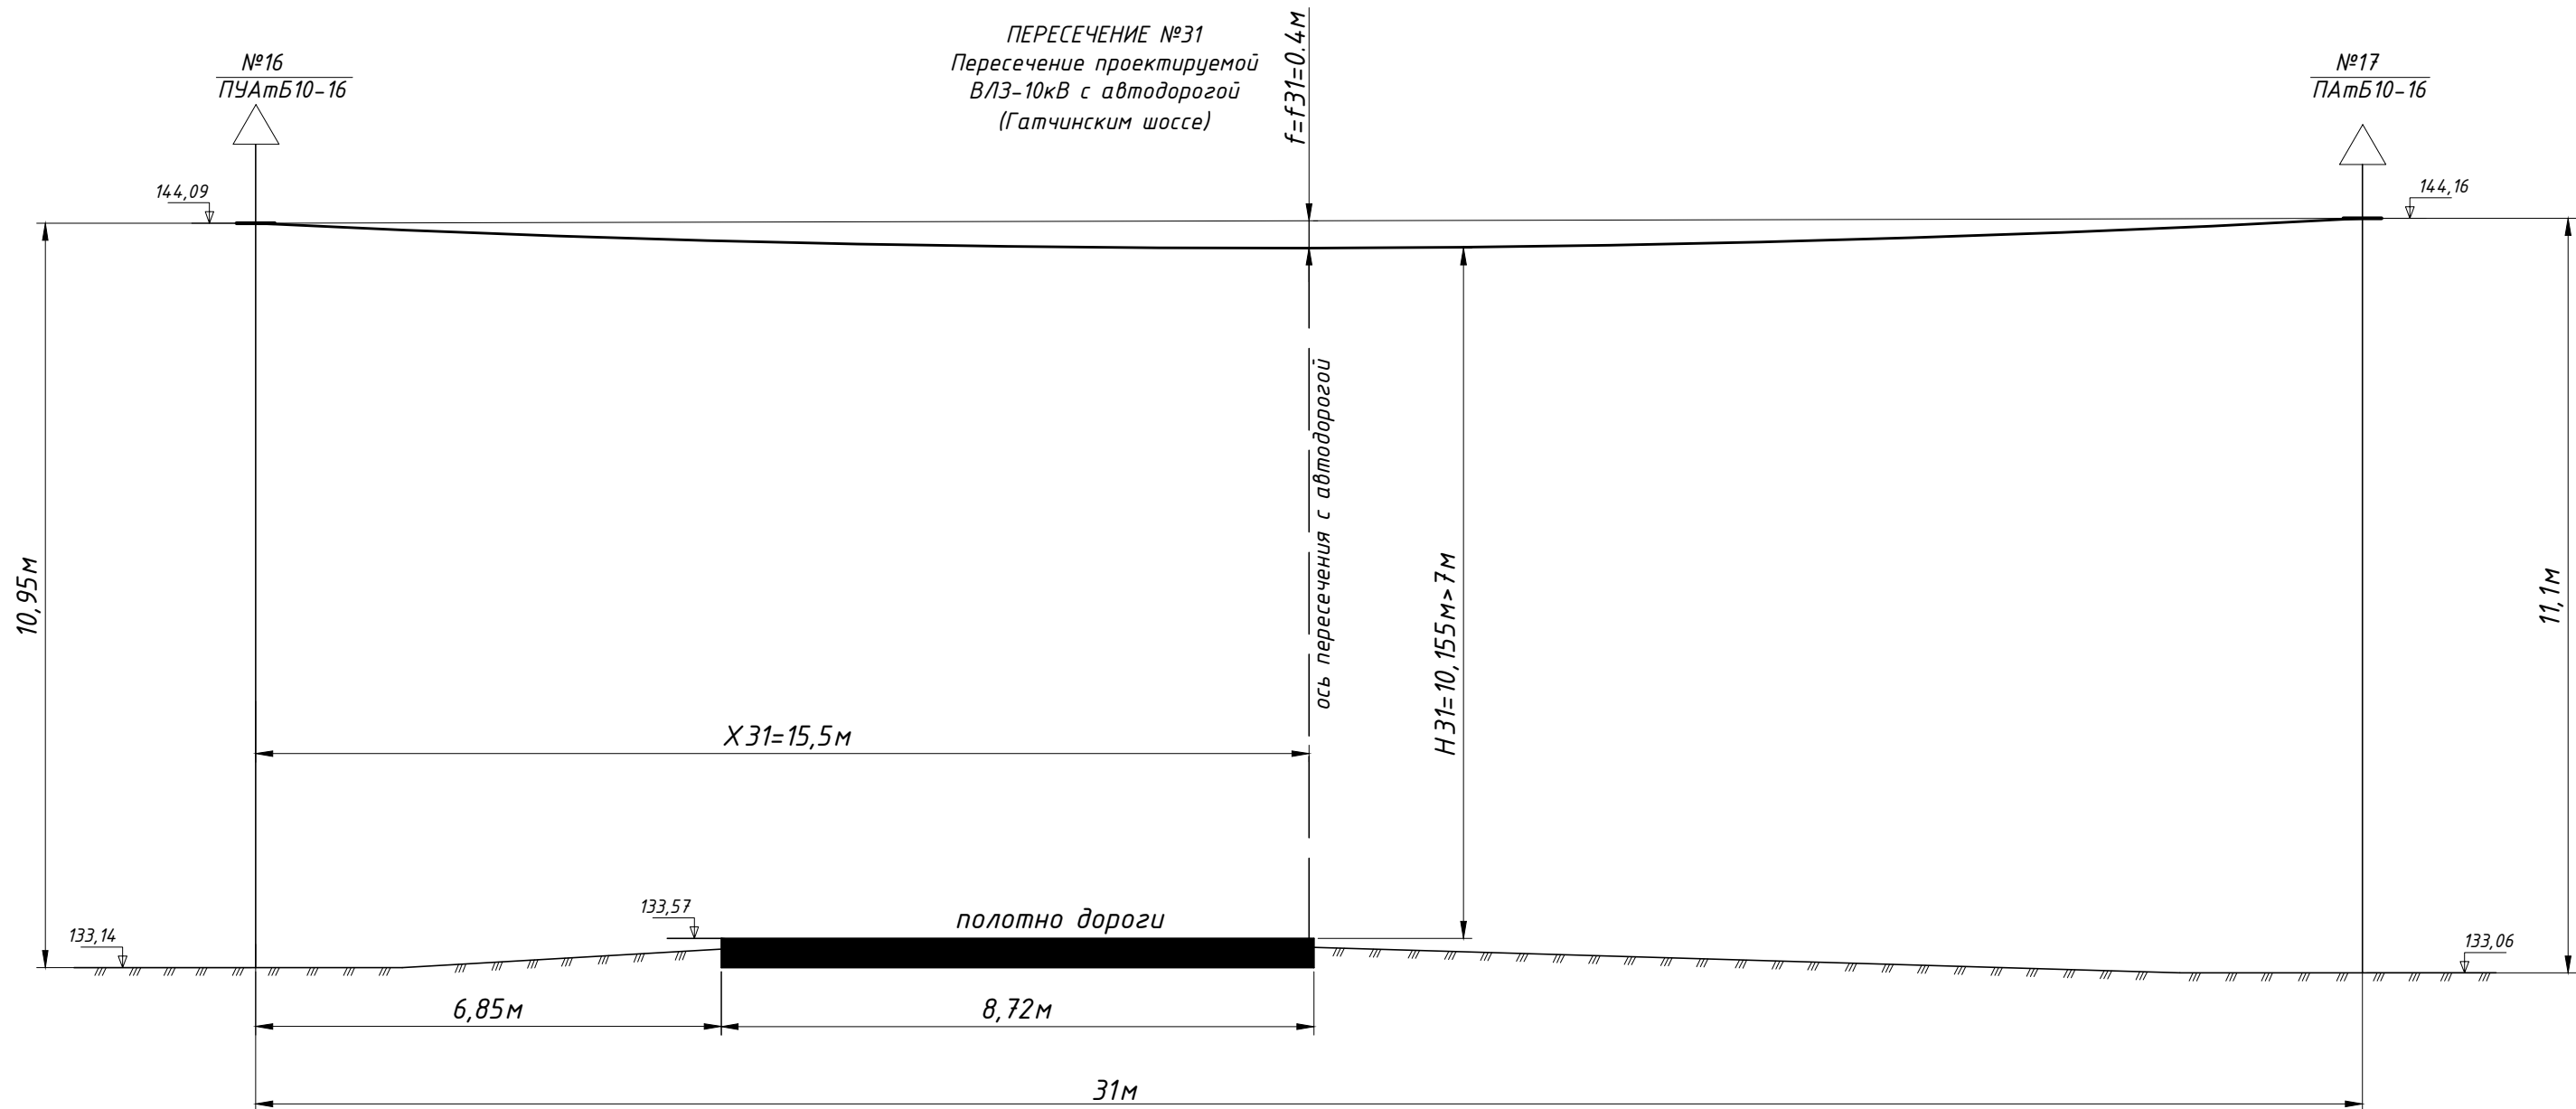 ПЕРЕСЕЧЕНИЕ №31
Пересечение проектируемой
ВЛЗ-10кВ с автодорогой
(Гатчинским шоссе)
№16
ПУАтБ10-16
f=f31=0.4м
№17
ПАтБ10-16
144,09
144,16
10,95м
ось пересечения с автодорогой
Н31=10,155м>7м
11,1м
Х31=15,5м
133,57
полотно дороги
133,14
133,06
6,85м
8,72м
31м